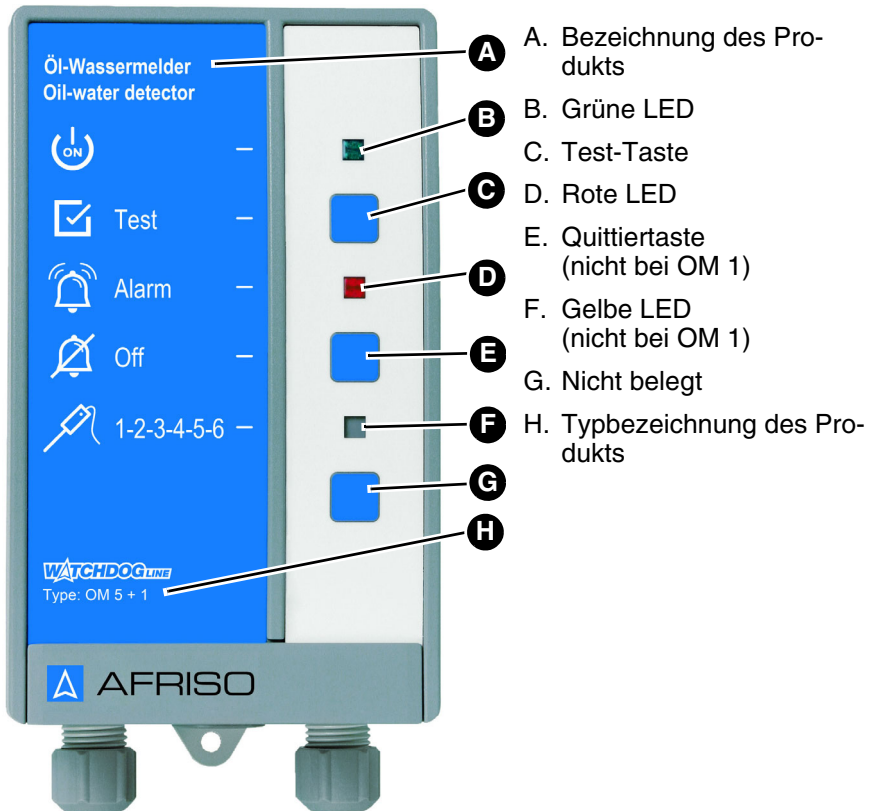 Öl-Wassermelder
Oil-water detector
ON
Test
Alarm
Off
1-2-3-4-5-6
WATCHDOG LINE
Type: OM 5 + 1
AFRISO
A
B
C
D
E
F
G
H
A. Bezeichnung des Pro-
dukts
B. Grüne LED
C. Test-Taste
D. Rote LED
E. Quittiertaste
(nicht bei OM 1)
F. Gelbe LED
(nicht bei OM 1)
G. Nicht belegt
H. Typbezeichnung des Pro-
dukts